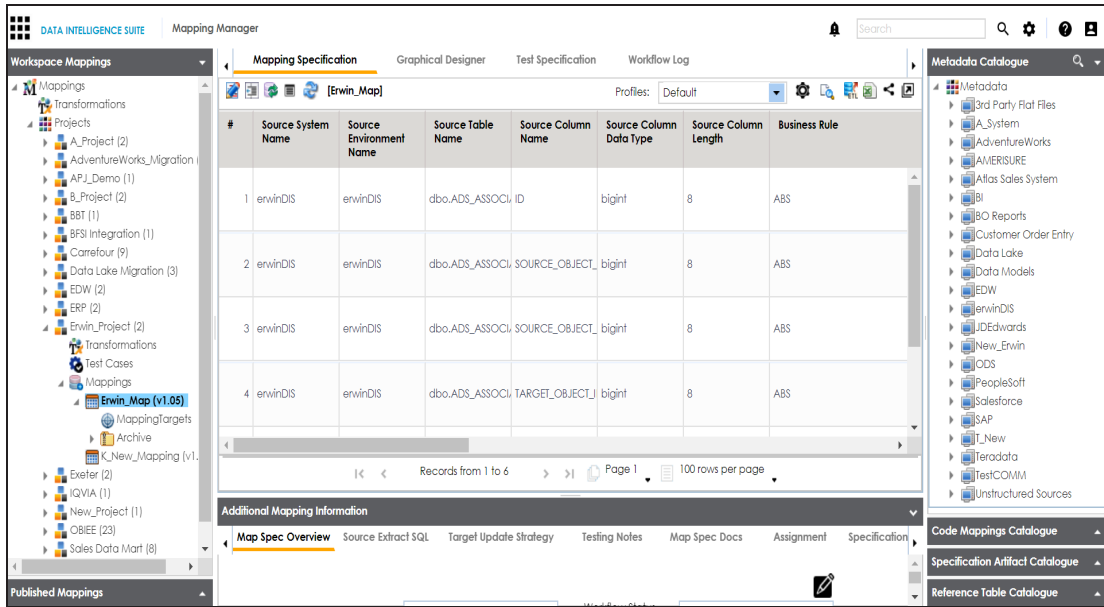 DATA INTELLIGENCE SUITE
Mapping Manager
Search
Workspace Mappings
Mappings
Transformations
Projects
A_Project (2)
AdventureWorks_Migration (
APJ_Demo (1)
B_Project (2)
BBT (1)
BFSI Integration (1)
Carrefour (9)
Data Lake Migration (3)
EDW (2)
ERP (2)
Erwin_Project (2)
Transformations
Test Cases
Mappings
Erwin_Map (v1.05)
MappingTargets
Archive
K_New_Mapping (v1.
Exeter (2)
IQVIA (1)
New_Project (1)
OBIEE (23)
Sales Data Mart (8)
Published Mappings
Mapping Specification
Graphical Designer
Test Specification
Workflow Log
[Erwin_Map]
Profiles: Default
# Source System Name Source Environment Name Source Table Name Source Column Name Source Column Data Type Source Column Length Business Rule
1 erwinDIS erwinDIS dbo.ADS_ASSOCI ID bigint 8 ABS
2 erwinDIS erwinDIS dbo.ADS_ASSOCI SOURCE_OBJECT_ bigint 8 ABS
3 erwinDIS erwinDIS dbo.ADS_ASSOCI SOURCE_OBJECT_ bigint 8 ABS
4 erwinDIS erwinDIS dbo.ADS_ASSOCI TARGET_OBJECT_I bigint 8 ABS
Records from 1 to 6
Page 1
100 rows per page
Additional Mapping Information
Map Spec Overview
Source Extract SQL
Target Update Strategy
Testing Notes
Map Spec Docs
Assignment
Specification
Workflow Status
Metadata Catalogue
Metadata
3rd Party Flat Files
A_System
AdventureWorks
AMERISURE
Atlas Sales System
BI
BO Reports
Customer Order Entry
Data Lake
Data Models
EDW
erwinDIS
JDEdwards
New_Erwin
ODS
PeopleSoft
Salesforce
SAP
T_New
Teradata
TestCOMM
Unstructured Sources
Code Mappings Catalogue
Specification Artifact Catalogue
Reference Table Catalogue